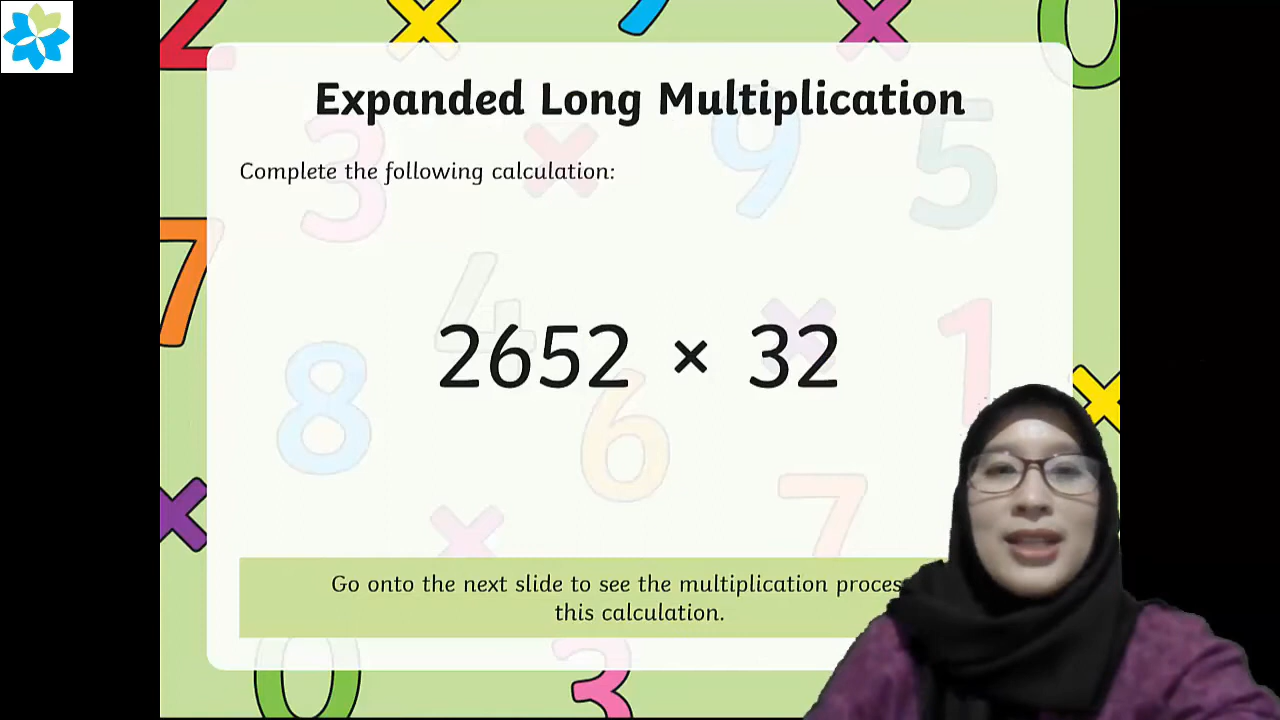 Expanded Long Multiplication
Complete the following calculation:
2652 × 32
Go onto the next slide to see the multiplication
this calculation.